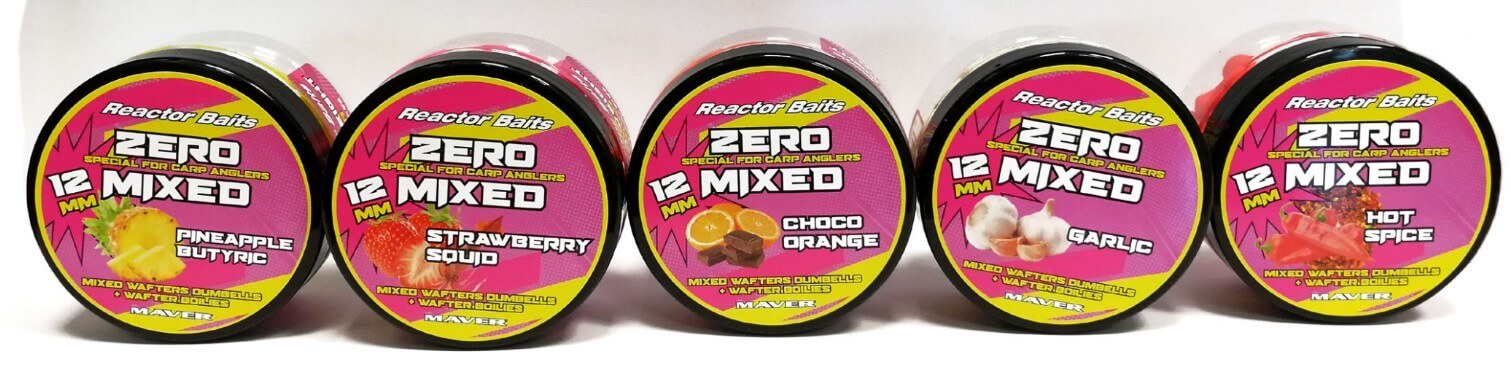 Reactor Baits
ZERO
SPECIAL FOR CARP ANGLERS
12 MM MIXED
PINEAPPLE
BUTYRIC
MIXED WAFTERS DUMBELLS
+ WAFTER BOILIES
MAVER
Reactor Baits
ZERO
SPECIAL FOR CARP ANGLERS
12 MM MIXED
STRAWBERRY
SQUID
MIXED WAFTERS DUMBELLS
+ WAFTER BOILIES
MAVER
Reactor Baits
ZERO
SPECIAL FOR CARP ANGLERS
12 MM MIXED
CHOCO
ORANGE
MIXED WAFTERS DUMBELLS
+ WAFTER BOILIES
MAVER
Reactor Baits
ZERO
SPECIAL FOR CARP ANGLERS
12 MM MIXED
GARLIC
MIXED WAFTERS DUMBELLS
+ WAFTER BOILIES
MAVER
Reactor Baits
ZERO
SPECIAL FOR CARP ANGLERS
12 MM MIXED
HOT
SPICE
MIXED WAFTERS DUMBELLS
+ WAFTER BOILIES
MAVER